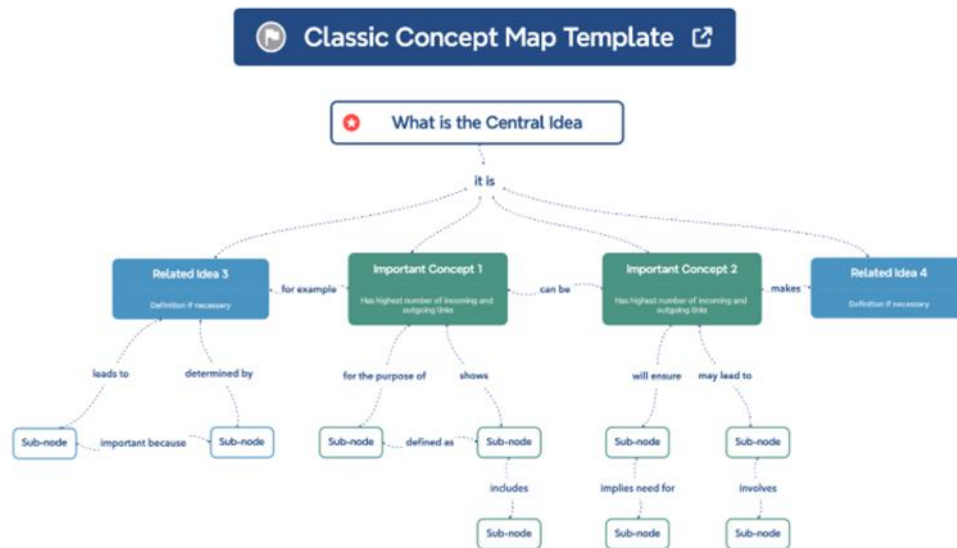 Classic Concept Map Template
What is the Central Idea
it is
Related Idea 3
Definition if necessary
for example
Important Concept 1
Has highest number of incoming and
outgoing links
can be
Important Concept 2
Has highest number of incoming and
outgoing links
makes
Related Idea 4
Definition if necessary
leads to
determined by
for the purpose of
shows
will ensure
may lead to
Sub-node
important because
Sub-node
Sub-node
defined as
Sub-node
Sub-node
Sub-node
includes
implies need for
involves
Sub-node
Sub-node
Sub-node